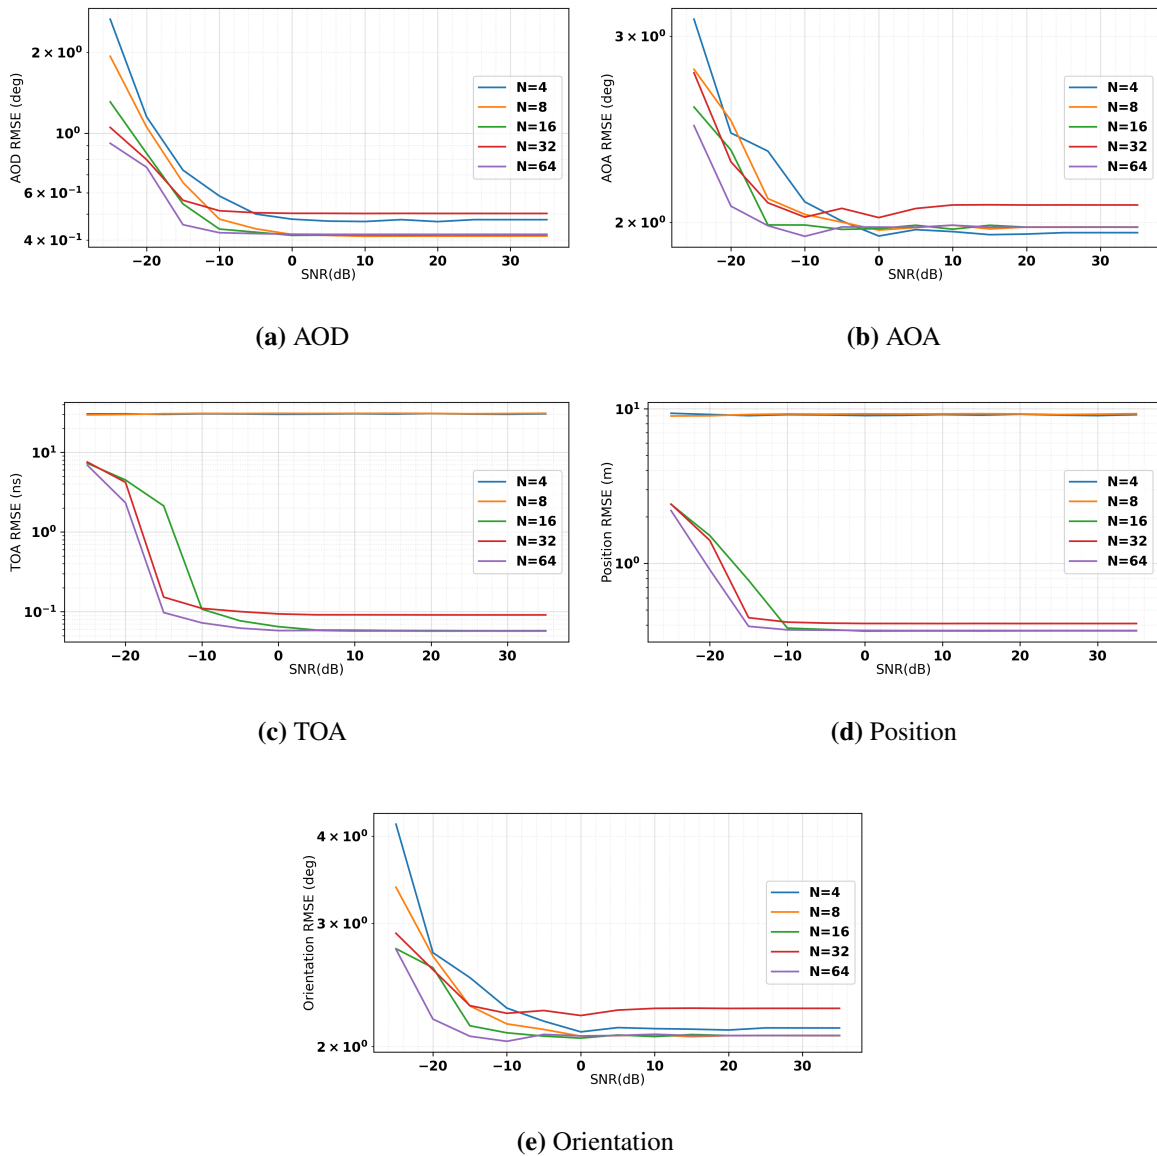 2 × 10⁰
10⁰
6 × 10⁻¹
4 × 10⁻¹
AOD RMSE (deg)
N=4
N=8
N=16
N=32
N=64
−20 −10 0 10 20 30
SNR(dB)
(a) AOD
3 × 10⁰
2 × 10⁰
AOA RMSE (deg)
N=4
N=8
N=16
N=32
N=64
−20 −10 0 10 20 30
SNR(dB)
(b) AOA
10¹
10⁰
10⁻¹
TOA RMSE (ns)
N=4
N=8
N=16
N=32
N=64
−20 −10 0 10 20 30
SNR(dB)
(c) TOA
10¹
10⁰
Position RMSE (m)
N=4
N=8
N=16
N=32
N=64
−20 −10 0 10 20 30
SNR(dB)
(d) Position
4 × 10⁰
3 × 10⁰
2 × 10⁰
Orientation RMSE (deg)
N=4
N=8
N=16
N=32
N=64
−20 −10 0 10 20 30
SNR(dB)
(e) Orientation